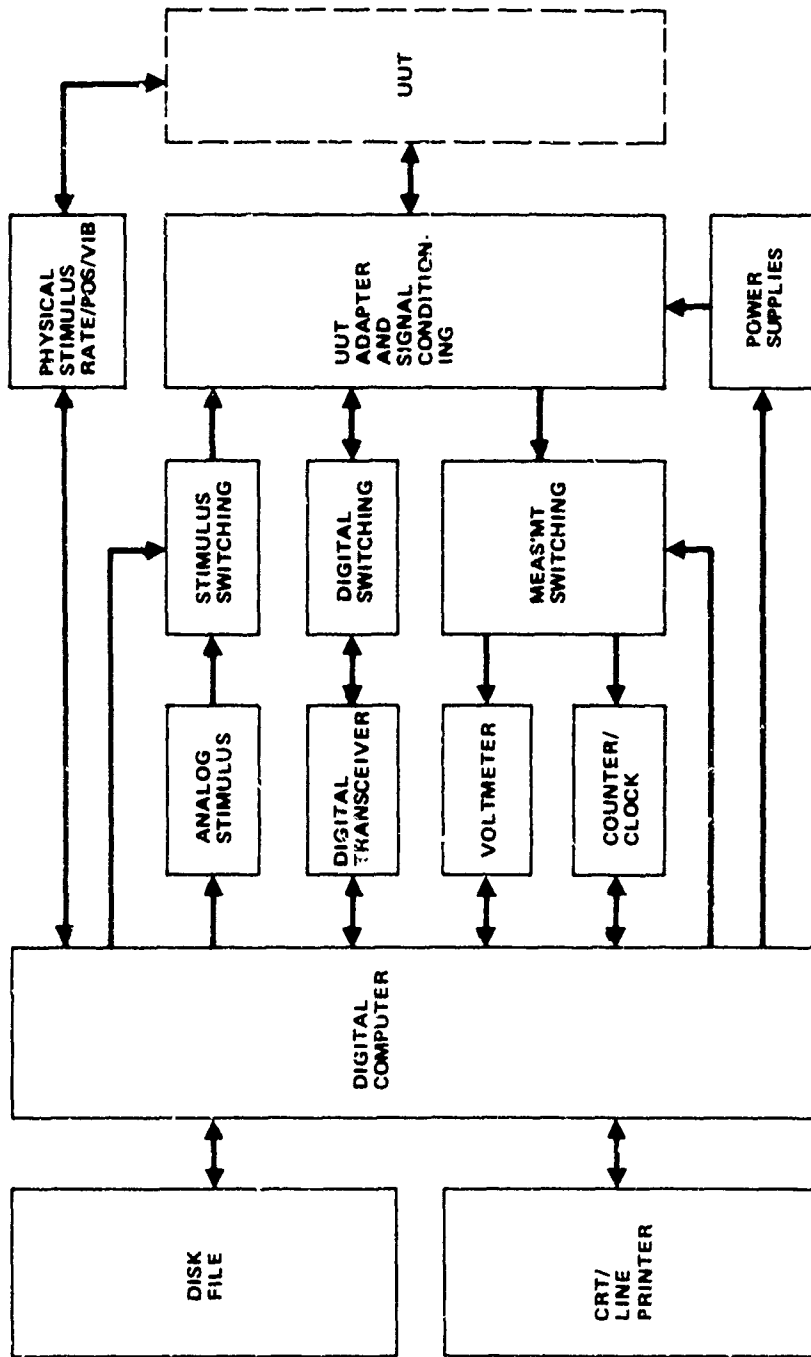 DISK
FILE
CRT/
LINE
PRINTER
DIGITAL
COMPUTER
ANALOG
STIMULUS
DIGITAL
TRANSCEIVER
VOLTMETER
COUNTER/
CLOCK
STIMULUS
SWITCHING
DIGITAL
SWITCHING
MEAS'MT
SWITCHING
PHYSICAL
STIMULUS
RATE/POS/VIB
UUT
ADAPTER
AND
SIGNAL
CONDITION-
ING
POWER
SUPPLIES
UUT